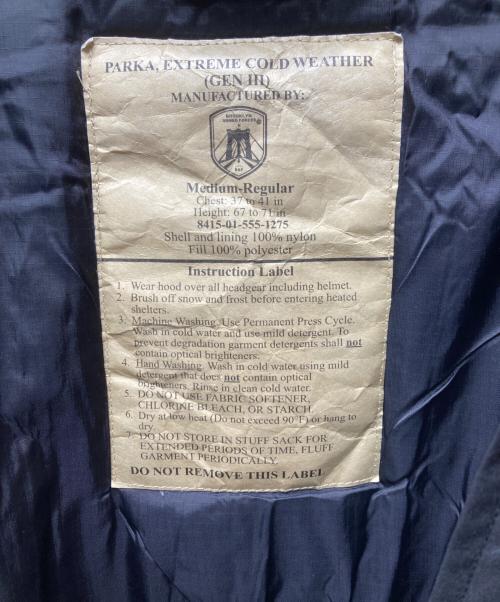 PARKA, EXTREME COLD WEATHER
(GEN III)
MANUFACTURED BY:
BROOKLYN
ARMED FORCES
BAF
Medium-Regular
Chest: 37 to 41 in
Height: 67 to 71 in
8415-01-555-1275
Shell and lining 100% nylon
Fill 100% polyester
Instruction Label
1. Wear hood over all headgear including helmet.
2. Brush off snow and frost before entering heated
shelters.
3. Machine Washing. Use Permanent Press Cycle.
Wash in cold water and use mild detergent. To
prevent degradation garment detergents shall not
contain optical brighteners.
4. Hand Washing. Wash in cold water using mild
detergent that does not contain optical
brighteners. Rinse in clean cold water.
5. DO NOT USE FABRIC SOFTENER,
CHLORINE BLEACH, OR STARCH.
6. Dry at low heat (Do not exceed 90°F) or hang to
dry.
7. DO NOT STORE IN STUFF SACK FOR
EXTENDED PERIODS OF TIME, FLUFF
GARMENT PERIODICALLY.
DO NOT REMOVE THIS LABEL